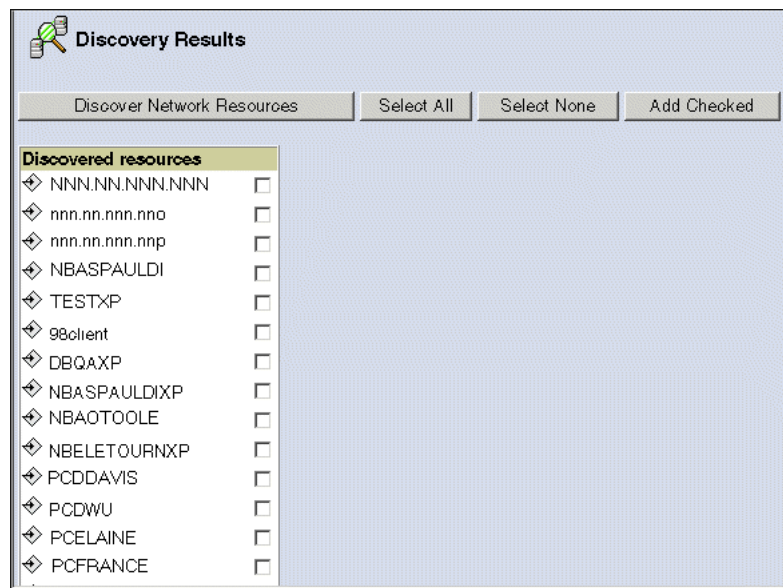 Discovery Results
Discover Network Resources Select All Select None Add Checked
Discovered resources
NNN.NN.NNN.NNN
nnn.nn.nnn.nno
nnn.nn.nnn.nnp
NBASPAULDI
TESTXP
98client
DBQAXP
NBASPAULDIXP
NBAOTOOLE
NBELETOURNXP
PCDDAVIS
PCDWU
PCELAINE
PCFRANCE